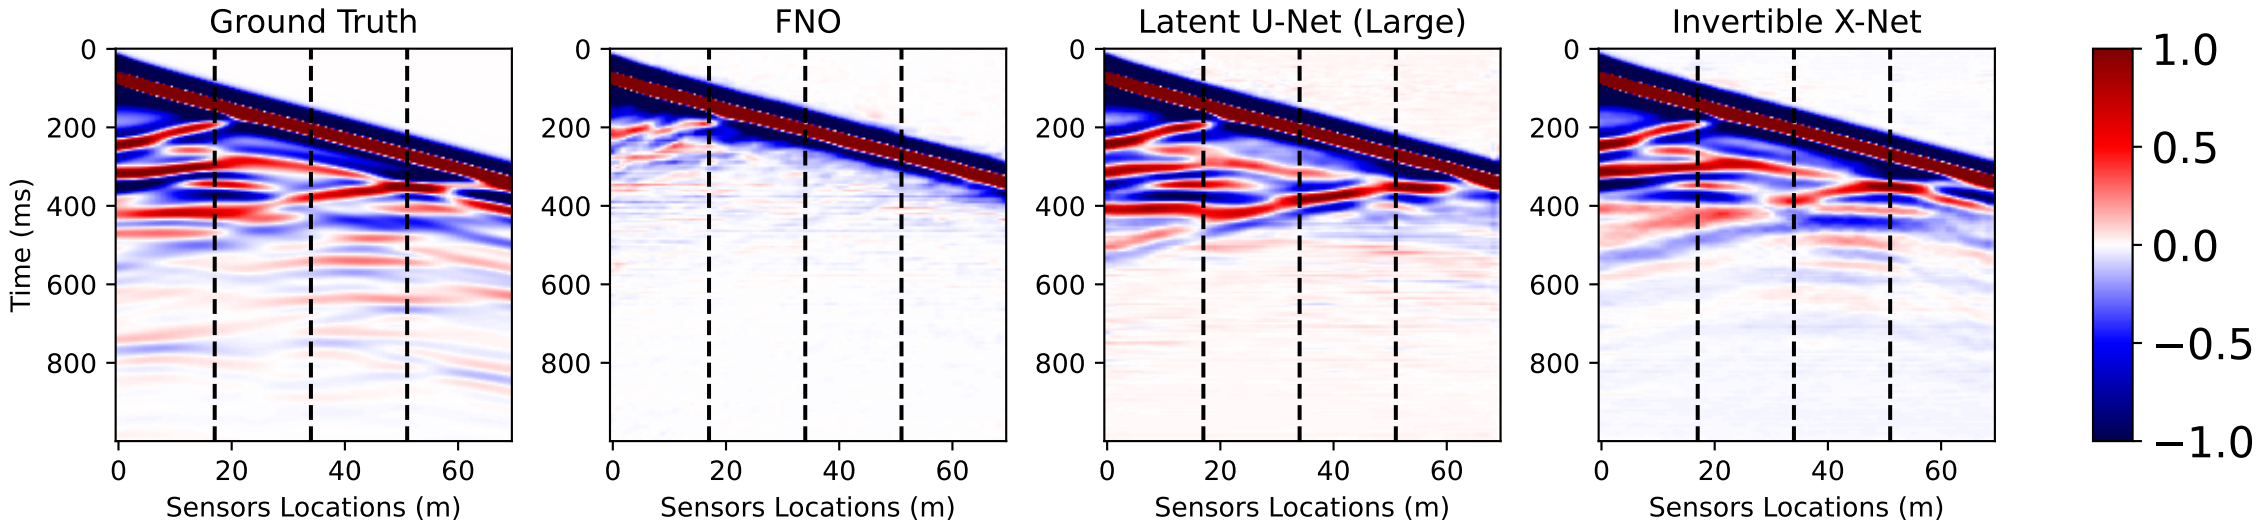 Ground Truth
FNO
Latent U-Net (Large)
Invertible X-Net
0
200
400
600
800
Time (ms)
0 20 40 60
Sensors Locations (m)
0
200
400
600
800
0 20 40 60
Sensors Locations (m)
0
200
400
600
800
0 20 40 60
Sensors Locations (m)
0
200
400
600
800
0 20 40 60
Sensors Locations (m)
1.0
0.5
0.0
−0.5
−1.0